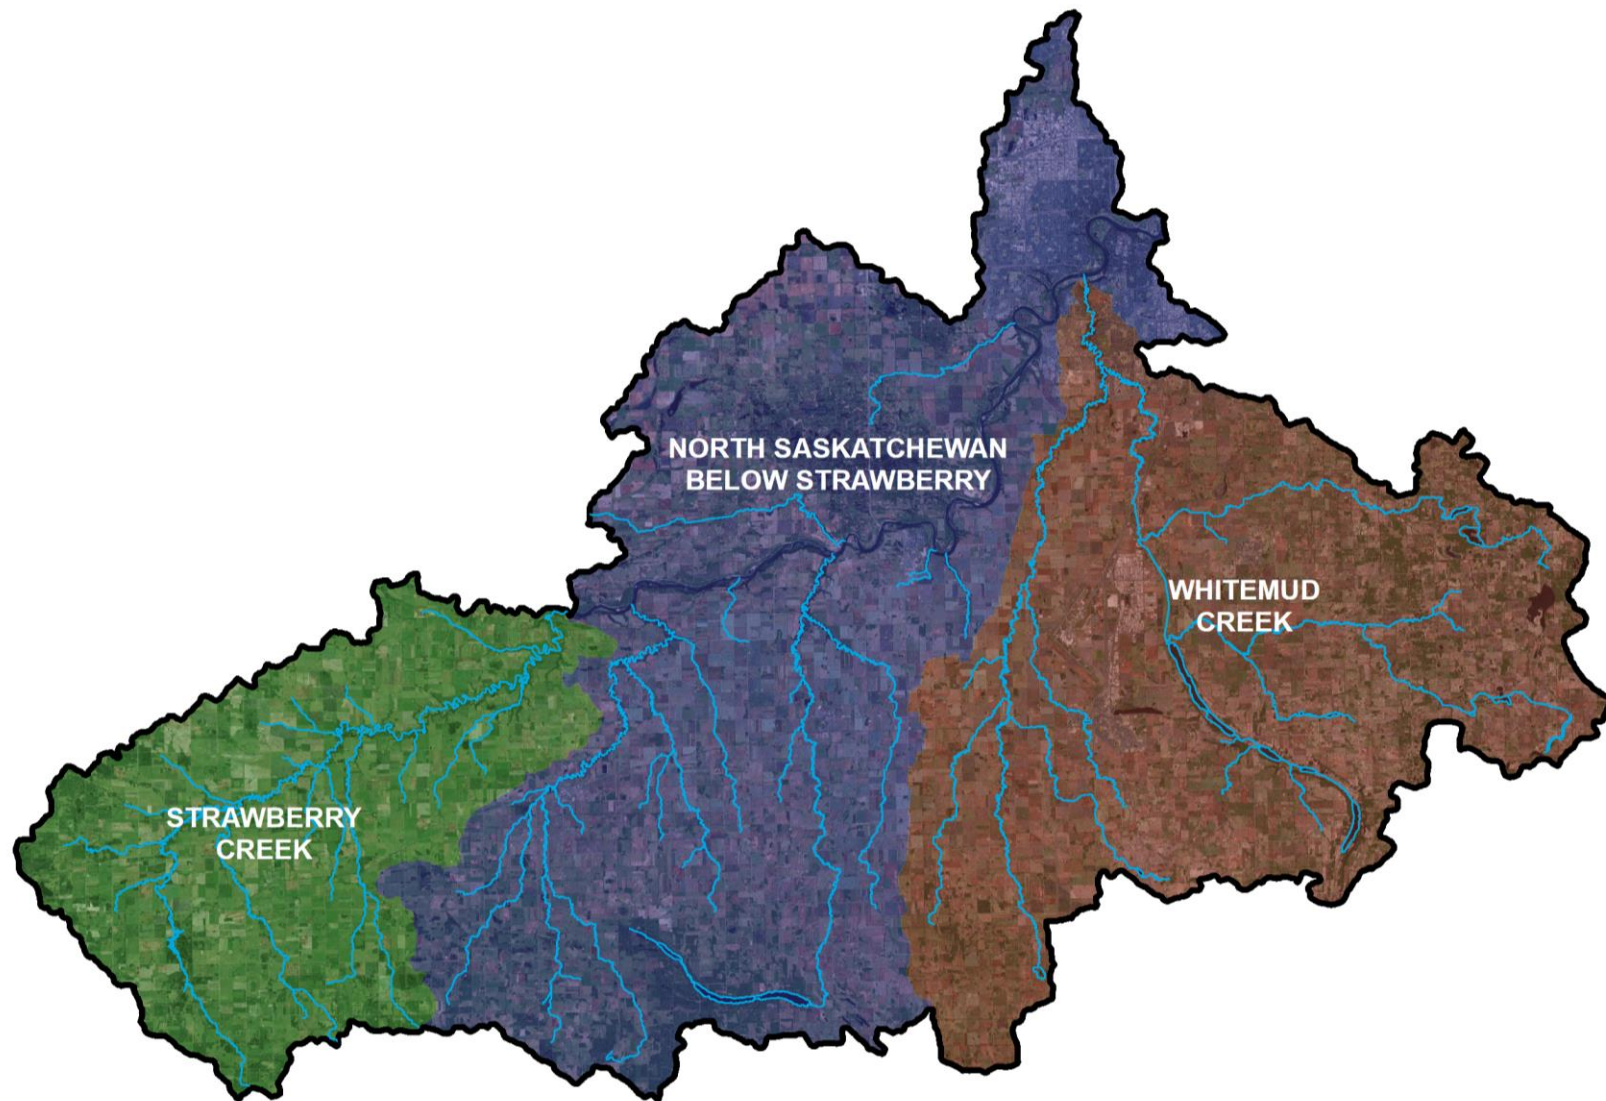 NORTH SASKATCHEWAN
BELOW STRAWBERRY
WHITEMUD
CREEK
STRAWBERRY
CREEK